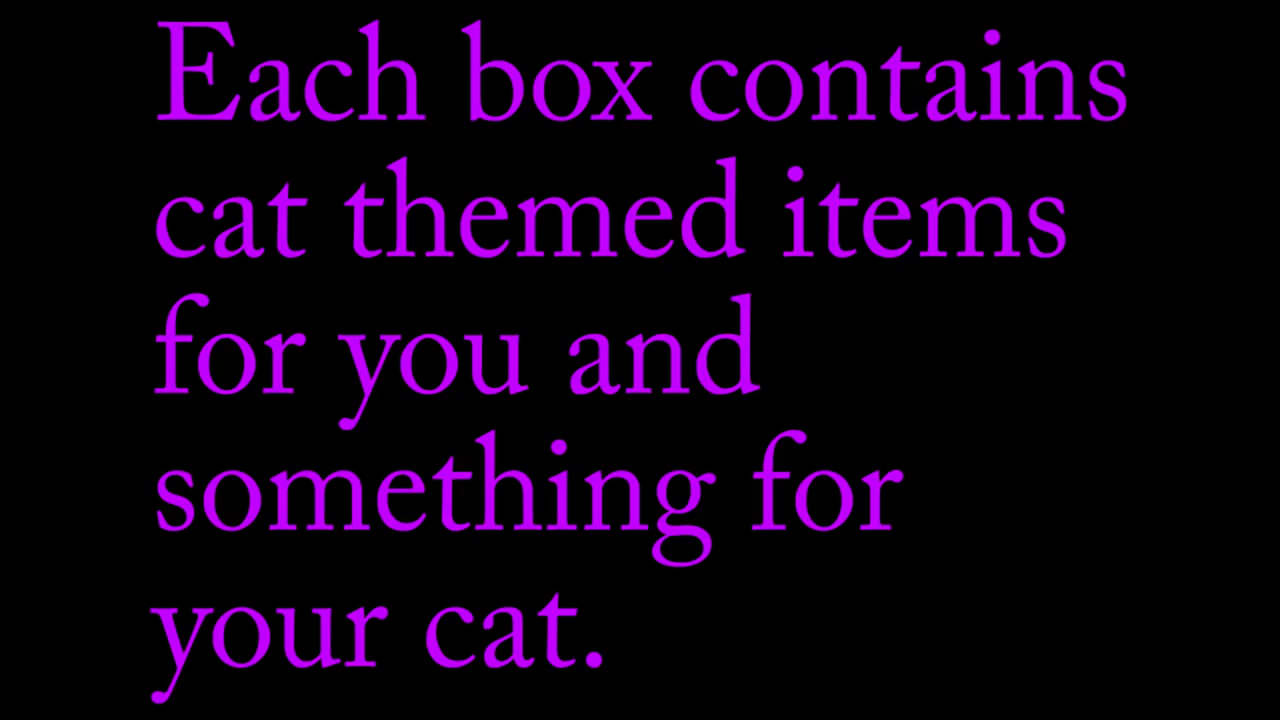 Each box contains
cat themed items
for you and
something for
your cat.